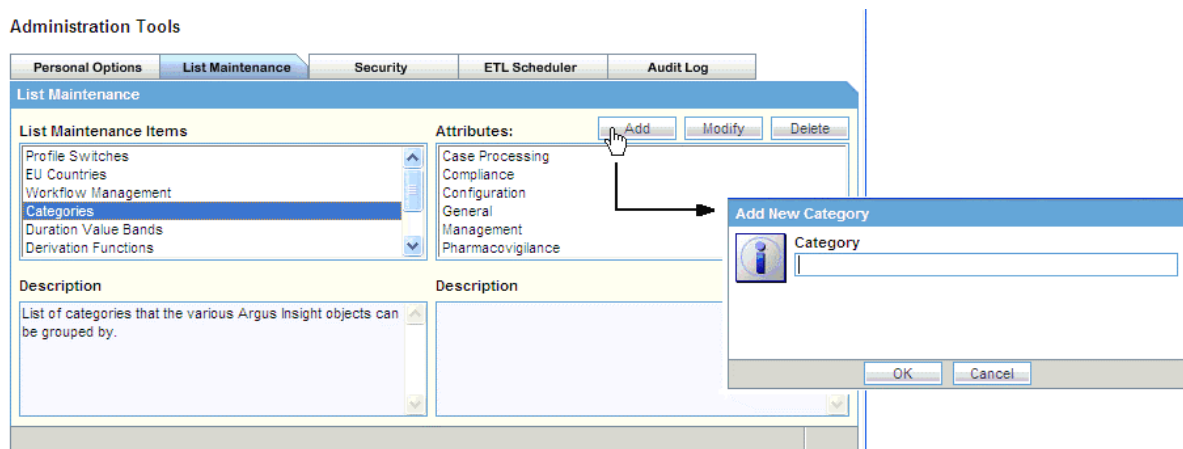 Administration Tools
Personal Options
List Maintenance
Security
ETL Scheduler
Audit Log
List Maintenance
List Maintenance Items
Attributes:
Add
Modify
Delete
Profile Switches
EU Countries
Workflow Management
Categories
Duration Value Bands
Derivation Functions
Case Processing
Compliance
Configuration
General
Management
Pharmacovigilance
Description
List of categories that the various Argus Insight objects can
be grouped by.
Description
Add New Category
Category
OK
Cancel